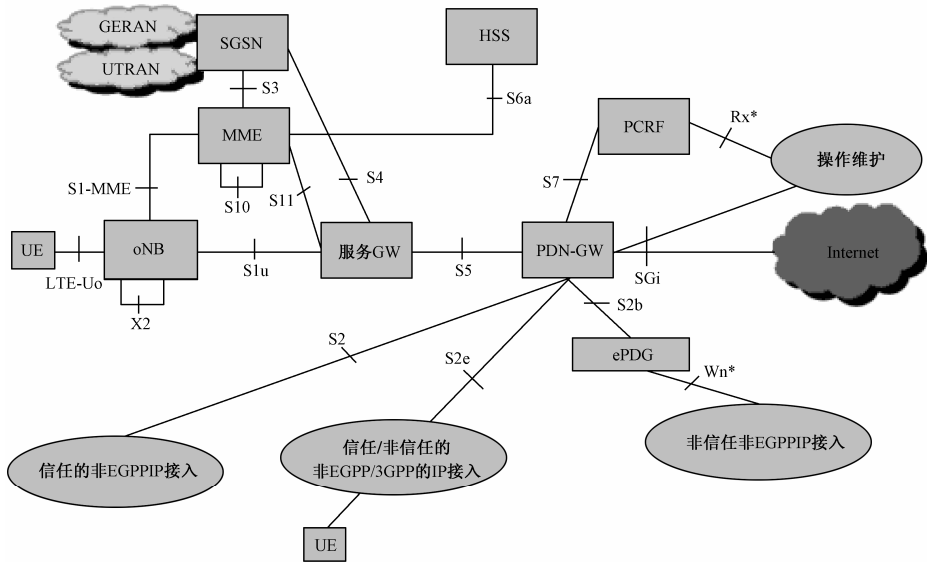 GERAN
UTRAN
SGSN
HSS
S3
S6a
MME
PCRF
Rx*
操作维护
S1-MME
S10
S11
S4
S7
UE
oNB
服务GW
PDN-GW
Internet
LTE-Uo
S1u
S5
SGi
X2
S2b
S2
S2e
ePDG
Wn*
信任的非EGPPIP接入
信任/非信任的
非EGPP/3GPP的IP接入
非信任非EGPPIP接入
UE